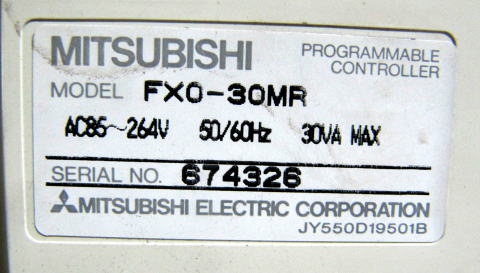 MITSUBISHI PROGRAMMABLE
CONTROLLER
MODEL FX0-30MR
AC85~264V 50/60Hz 30VA MAX
SERIAL NO. 674326
MITSUBISHI ELECTRIC CORPORATION
JY550D19501B